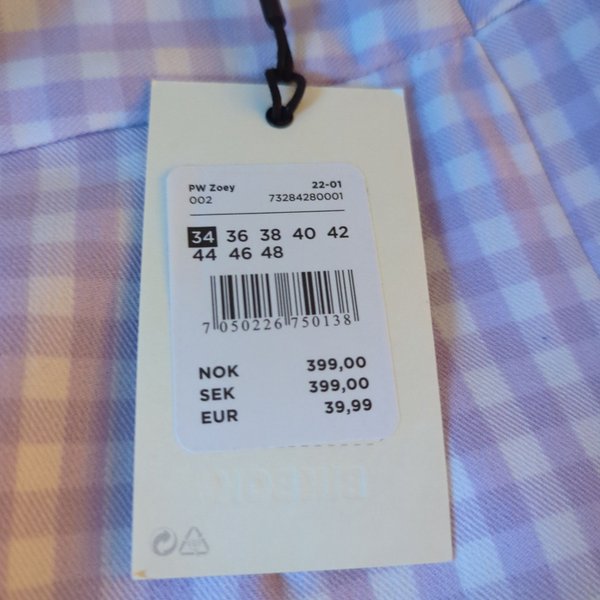 PW Zoey 22-01
002 73284280001
34 36 38 40 42
44 46 48
7 050226 750138
NOK 399,00
SEK 399,00
EUR 39,99
BIKBOK.